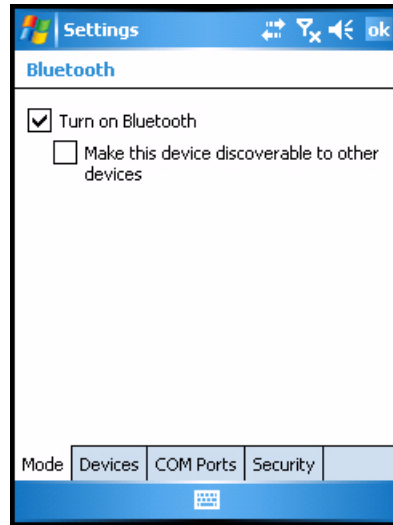 Settings ok
Bluetooth
Turn on Bluetooth
Make this device discoverable to other
devices
Mode Devices COM Ports Security